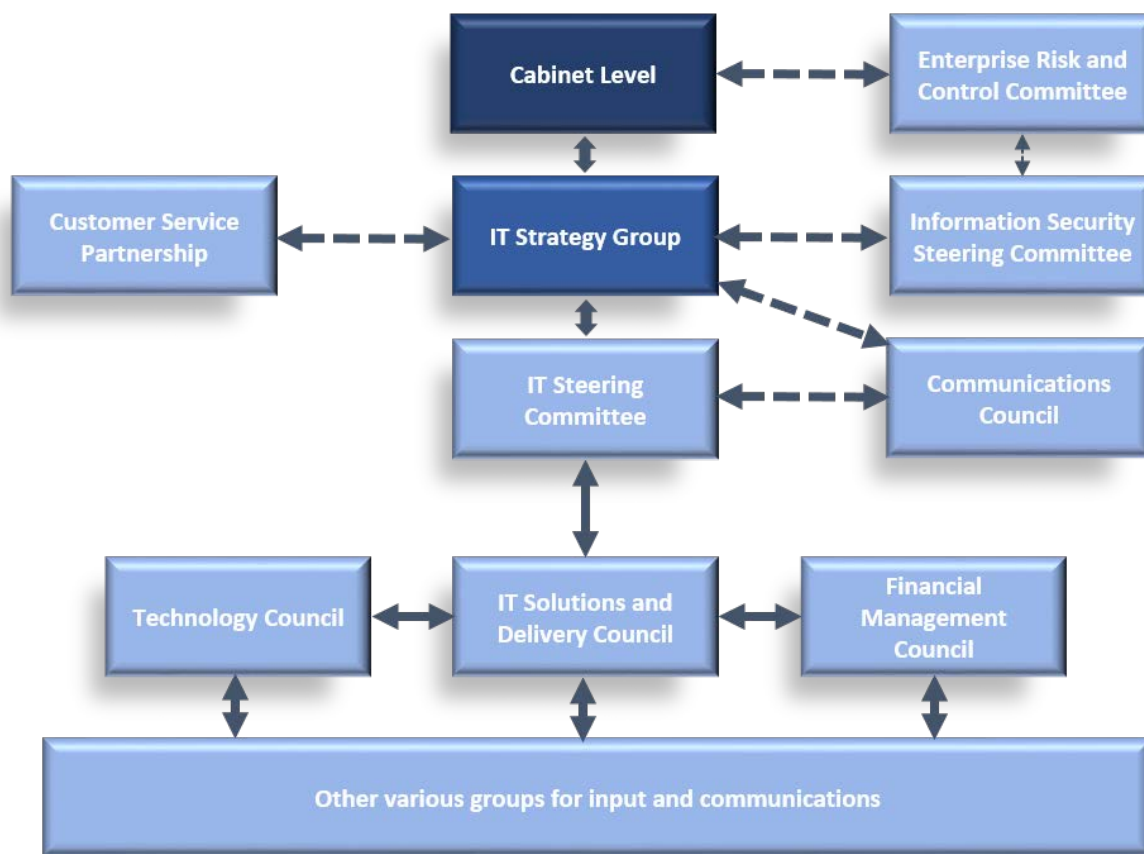 Cabinet Level
Enterprise Risk and
Control Committee
Customer Service
Partnership
IT Strategy Group
Information Security
Steering Committee
IT Steering
Committee
Communications
Council
Technology Council
IT Solutions and
Delivery Council
Financial
Management
Council
Other various groups for input and communications